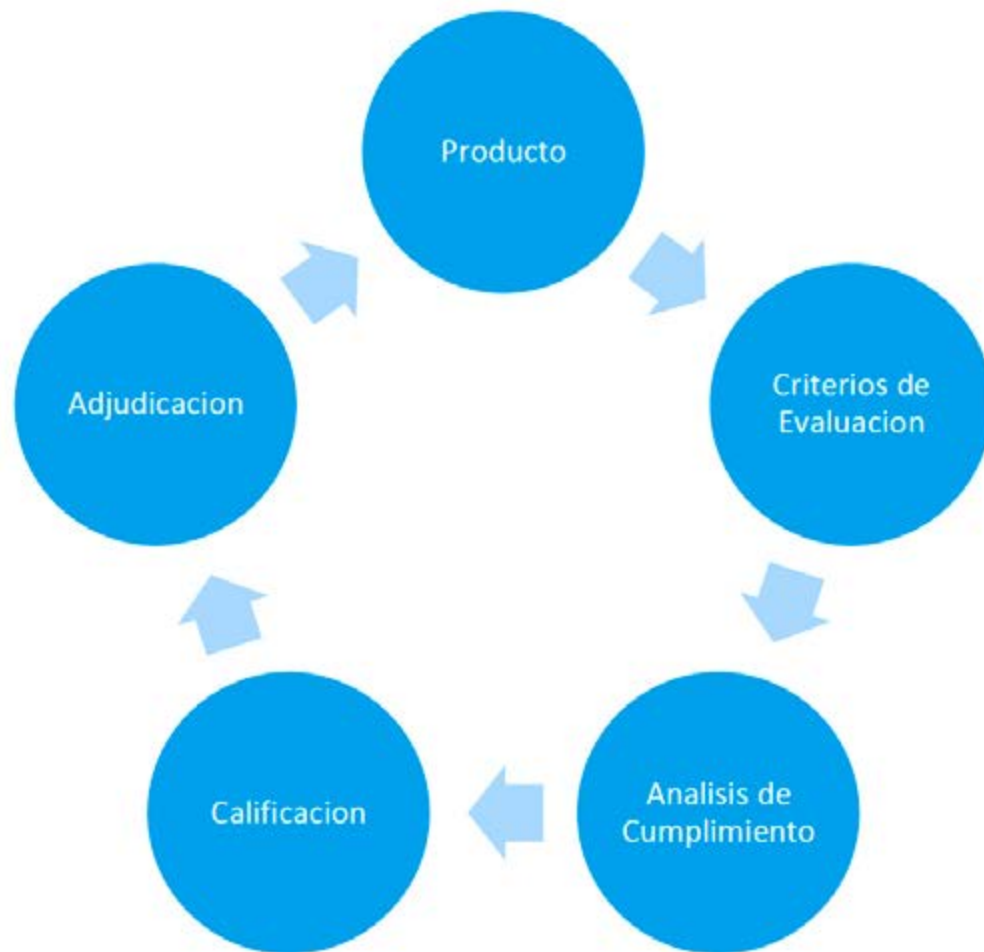 Producto
Criterios de
Evaluacion
Analisis de
Cumplimiento
Calificacion
Adjudicacion